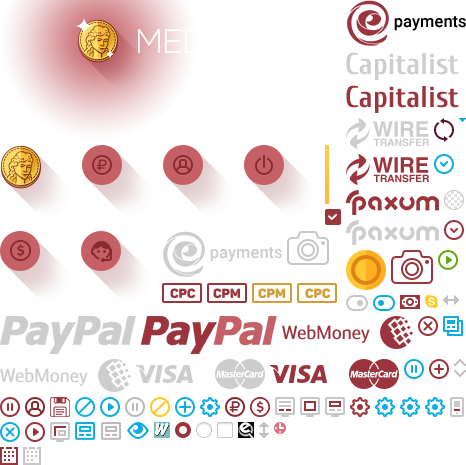 payments
MED
Capitalist
Capitalist
WIRE
TRANSFER
WIRE
TRANSFER
paxum
paxum
payments
CPC CPM CPM CPC
PayPal PayPal WebMoney
WebMoney VISA MasterCard VISA MasterCard